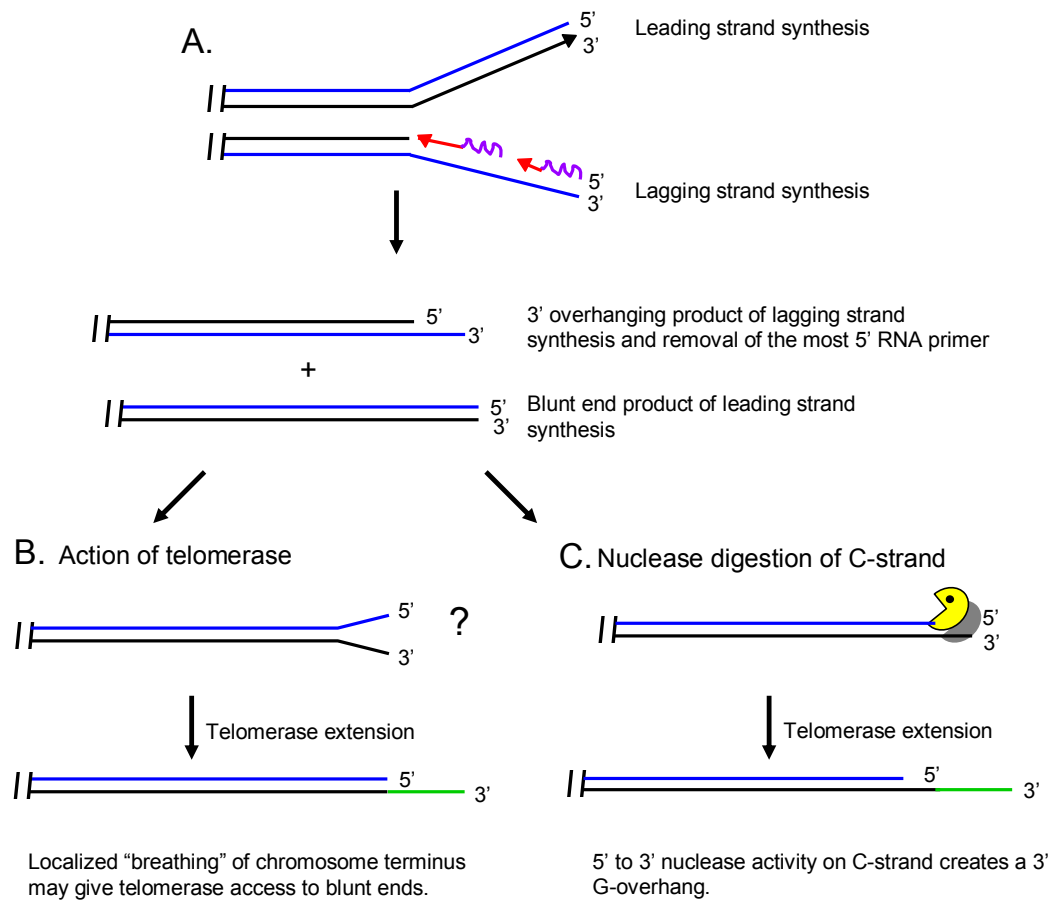 A.
5’
3’
Leading strand synthesis
5’
3’
Lagging strand synthesis
5’
3’
3’ overhanging product of lagging strand
synthesis and removal of the most 5’ RNA primer
+
5’
3’
Blunt end product of leading strand
synthesis
B. Action of telomerase
5’
3’
?
Telomerase extension
5’
3’
Localized “breathing” of chromosome terminus
may give telomerase access to blunt ends.
C. Nuclease digestion of C-strand
5’
3’
Telomerase extension
5’
3’
5’ to 3’ nuclease activity on C-strand creates a 3’
G-overhang.